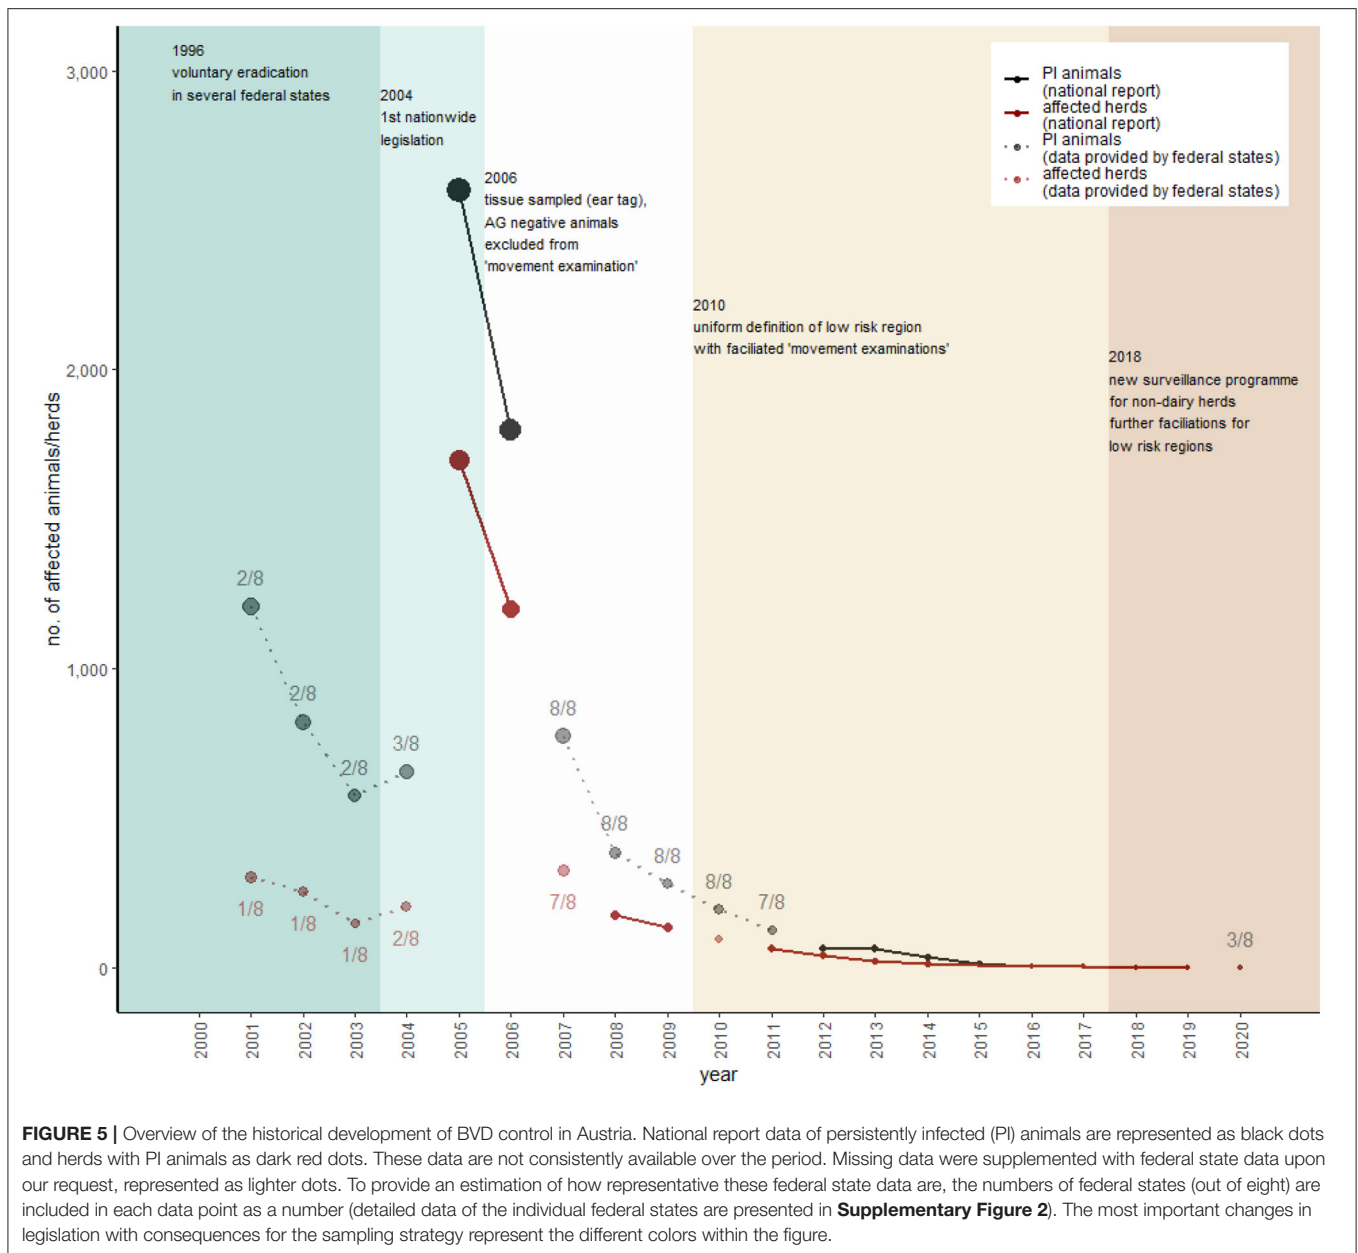 1996
voluntary eradication
in several federal states
2004
1st nationwide
legislation
2006
tissue sampled (ear tag),
AG negative animals
excluded from
'movement examination'
2010
uniform definition of low risk region
with faciliated 'movement examinations'
2018
new surveillance programme
for non-dairy herds
further faciliations for
low risk regions
PI animals
(national report)
affected herds
(national report)
PI animals
(data provided by federal states)
affected herds
(data provided by federal states)
no. of affected animals/herds
3,000
2,000
1,000
0
2/8
2/8
2/8
3/8
8/8
8/8
8/8
8/8
7/8
3/8
1/8
1/8
1/8
2/8
7/8
2000
2001
2002
2003
2004
2005
2006
2007
2008
2009
2010
2011
2012
2013
2014
2015
2016
2017
2018
2019
2020
year
FIGURE 5 | Overview of the historical development of BVD control in Austria. National report data of persistently infected (PI) animals are represented as black dots
and herds with PI animals as dark red dots. These data are not consistently available over the period. Missing data were supplemented with federal state data upon
our request, represented as lighter dots. To provide an estimation of how representative these federal state data are, the numbers of federal states (out of eight) are
included in each data point as a number (detailed data of the individual federal states are presented in Supplementary Figure 2). The most important changes in
legislation with consequences for the sampling strategy represent the different colors within the figure.